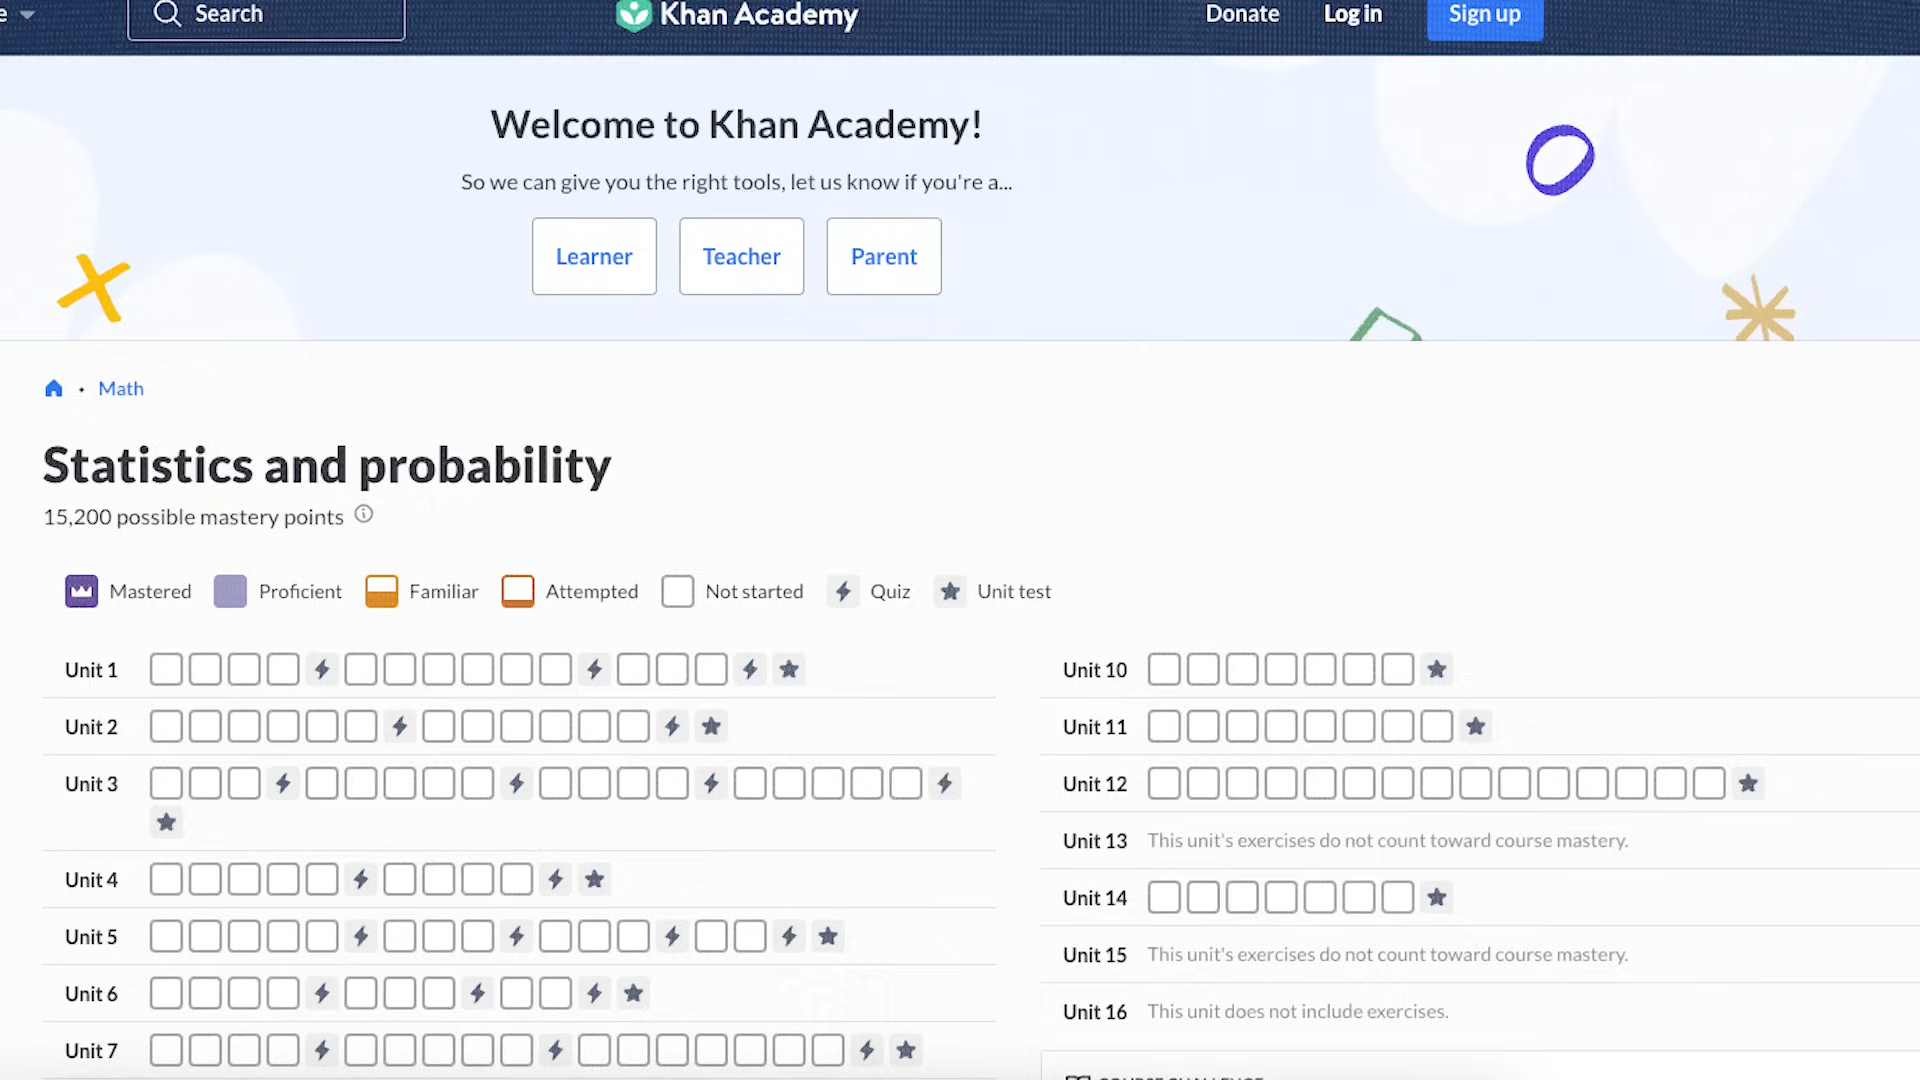 e
Search
Khan Academy
Donate
Log in
Sign up
Welcome to Khan Academy!
So we can give you the right tools, let us know if you're a...
Learner
Teacher
Parent
Math
Statistics and probability
15,200 possible mastery points
Mastered
Proficient
Familiar
Attempted
Not started
Quiz
Unit test
Unit 1
Unit 2
Unit 3
Unit 4
Unit 5
Unit 6
Unit 7
Unit 10
Unit 11
Unit 12
Unit 13 This unit's exercises do not count toward course mastery.
Unit 14
Unit 15 This unit's exercises do not count toward course mastery.
Unit 16 This unit does not include exercises.
COURSE CHALLENGE